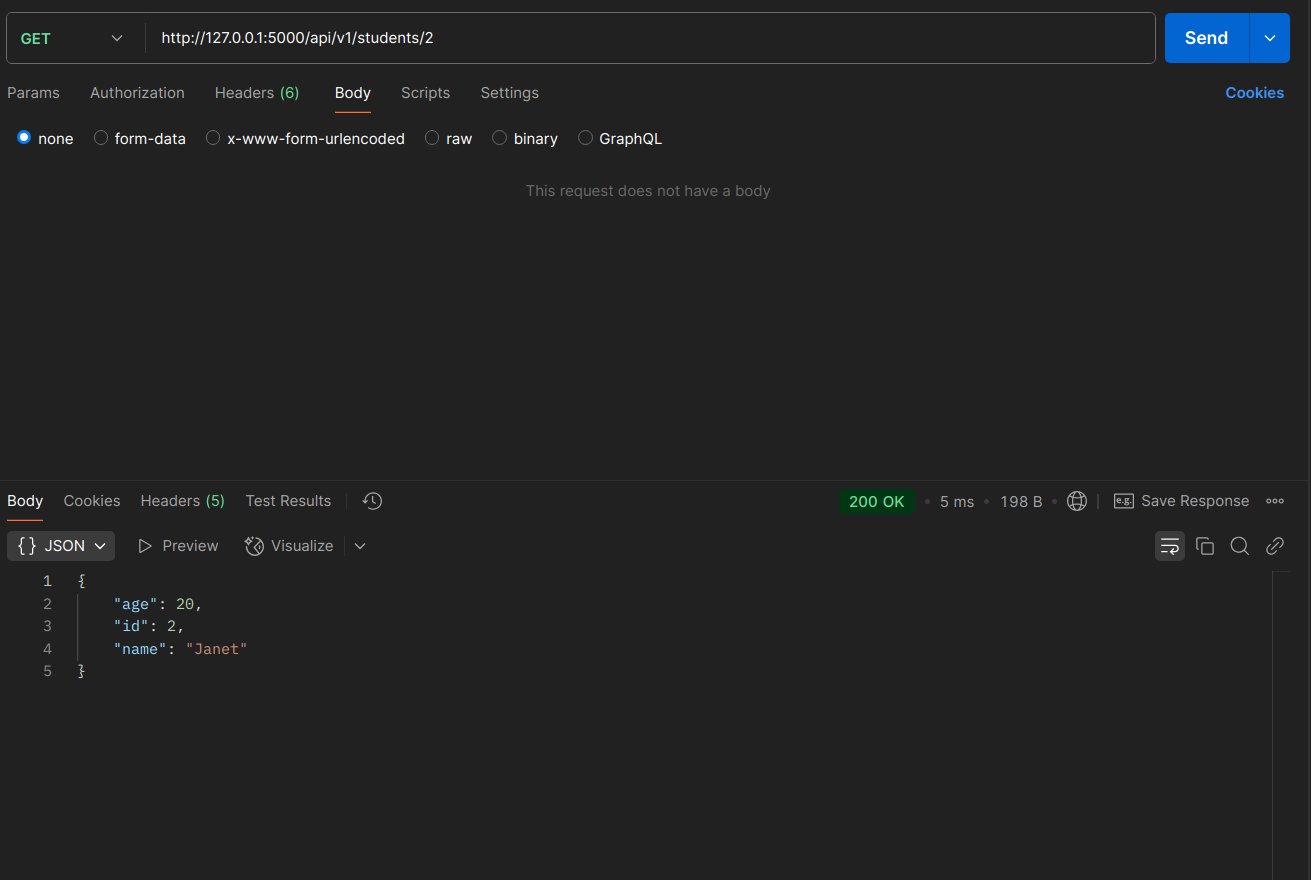 GET http://127.0.0.1:5000/api/v1/students/2 Send
Params Authorization Headers (6) Body Scripts Settings Cookies
none form-data x-www-form-urlencoded raw binary GraphQL
This request does not have a body
Body Cookies Headers (5) Test Results 200 OK • 5 ms • 198 B • e.g. Save Response
{} JSON Preview Visualize
1 {
2 "age": 20,
3 "id": 2,
4 "name": "Janet"
5 }